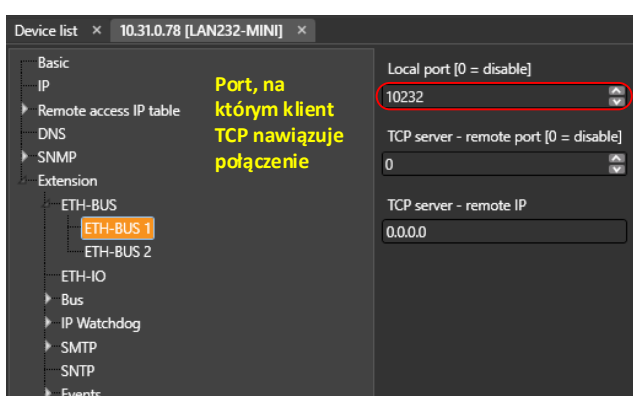 Device list × 10.31.0.78 [LAN232-MINI] ×
Basic
IP
Remote access IP table
DNS
SNMP
Extension
ETH-BUS
ETH-BUS 1
ETH-BUS 2
ETH-IO
Bus
IP Watchdog
SMTP
SNTP
Events
Port, na
którym klient
TCP nawiązuje
połączenie
Local port [0 = disable]
10232
TCP server - remote port [0 = disable]
0
TCP server - remote IP
0.0.0.0